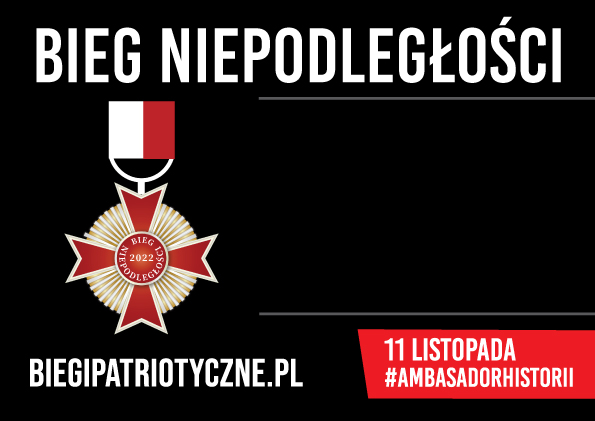 BIEG NIEPODLEGŁOŚCI
BIEG
2022
NIEPODLEGŁOŚCI
BIEGIPATRIOTYCZNE.PL
11 LISTOPADA
#AMBASADORHISTORII